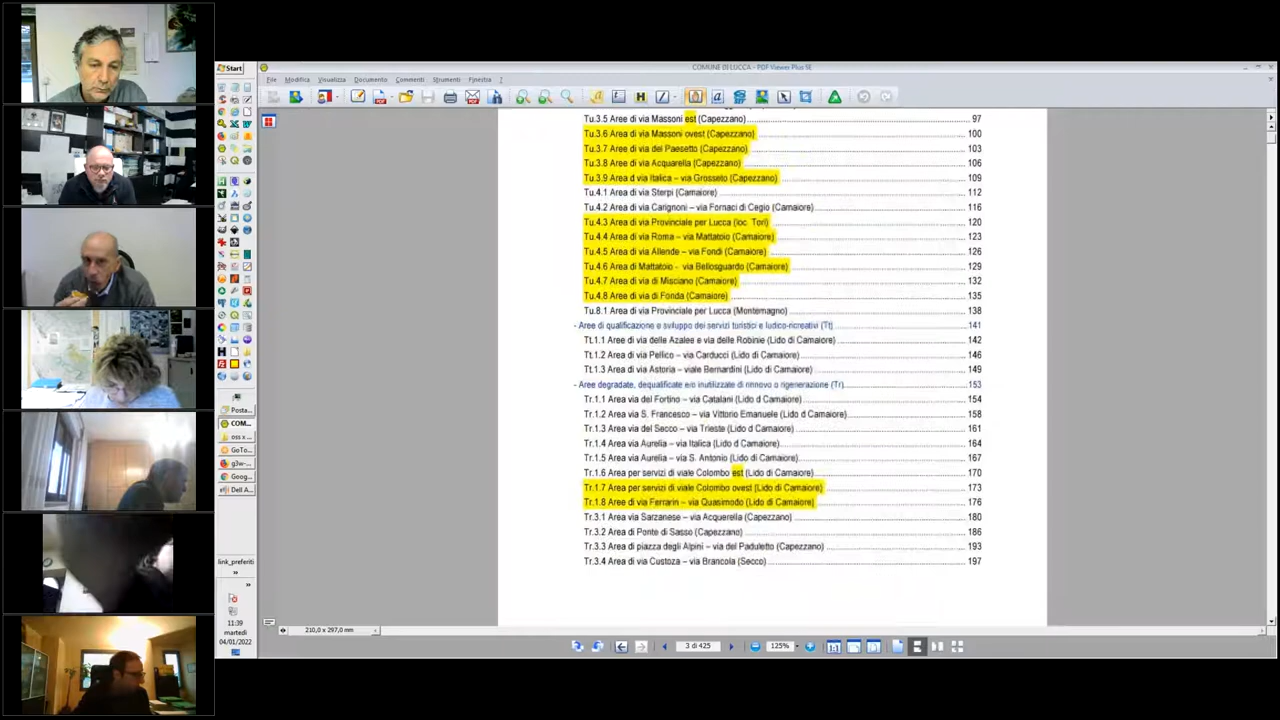 COMUNE DI LUCCA - PDF Viewer Plus SE
Start
File Modifica Visualizza Documento Commenti Strumenti Finestra ?
Tu.3.5 Aree di via Massoni est (Capezzano) 97
Tu.3.6 Area di via Massoni ovest (Capezzano) 100
Tu.3.7 Aree di via del Paesetto (Capezzano) 103
Tu.3.8 Area di via Acquarella (Capezzano) 106
Tu.3.9 Area d via Italica – via Grosseto (Capezzano) 109
Tu.4.1 Area di via Sterpi (Camaiore) 112
Tu.4.2 Area di via Carignoni – via Fornaci di Cegio (Camaiore) 116
Tu.4.3 Area di via Provinciale per Lucca (loc. Tori) 120
Tu.4.4 Area di via Roma – via Mattatoio (Camaiore) 123
Tu.4.5 Area di via Allende – via Fondi (Camaiore) 126
Tu.4.6 Area di Mattatoio - via Bellosguardo (Camaiore) 129
Tu.4.7 Area di via di Misciano (Camaiore) 132
Tu.4.8 Aree di via di Fonda (Camaiore) 135
Tu.8.1 Area di via Provinciale per Lucca (Montemagno) 138
- Aree di qualificazione e sviluppo dei servizi turistici e ludico-ricreativi (Tt) 141
Tt.1.1 Area di via delle Azalee e via delle Robinie (Lido di Camaiore) 142
Tt.1.2 Area di via Pellico – via Carducci (Lido di Camaiore) 146
Tt.1.3 Area di via Astoria – viale Bernardini (Lido di Camaiore) 149
- Aree degradate, dequalificate e/o inutilizzate di rinnovo o rigenerazione (Tr) 153
Tr.1.1 Area via del Fortino – via Catalani (Lido d Camaiore) 154
Tr.1.2 Area via S. Francesco – via Vittorio Emanuele (Lido d Camaiore) 158
Tr.1.3 Area via del Secco – via Trieste (Lido d Camaiore) 161
Tr.1.4 Area via Aurelia – via Italica (Lido d Camaiore) 164
Tr.1.5 Area via Aurelia – via S. Antonio (Lido di Camaiore) 167
Tr.1.6 Area per servizi di viale Colombo est (Lido di Camaiore) 170
Tr.1.7 Area per servizi di viale Colombo ovest (Lido di Camaiore) 173
Tr.1.8 Aree di via Ferrarin – via Quasimodo (Lido di Camaiore) 176
Tr.3.1 Area via Sarzanese – via Acquerella (Capezzano) 180
Tr.3.2 Area di Ponte di Sasso (Capezzano) 186
Tr.3.3 Area di piazza degli Alpini – via del Paduletto (Capezzano) 193
Tr.3.4 Area di via Custoza – via Brancola (Secco) 197
Posta...
COM...
oss x ...
GoTo...
g3w-...
Goog...
Dell A...
link_preferiti
»
»
11:39
martedì
04/01/2022
210,0 x 297,0 mm
3 di 425
125%